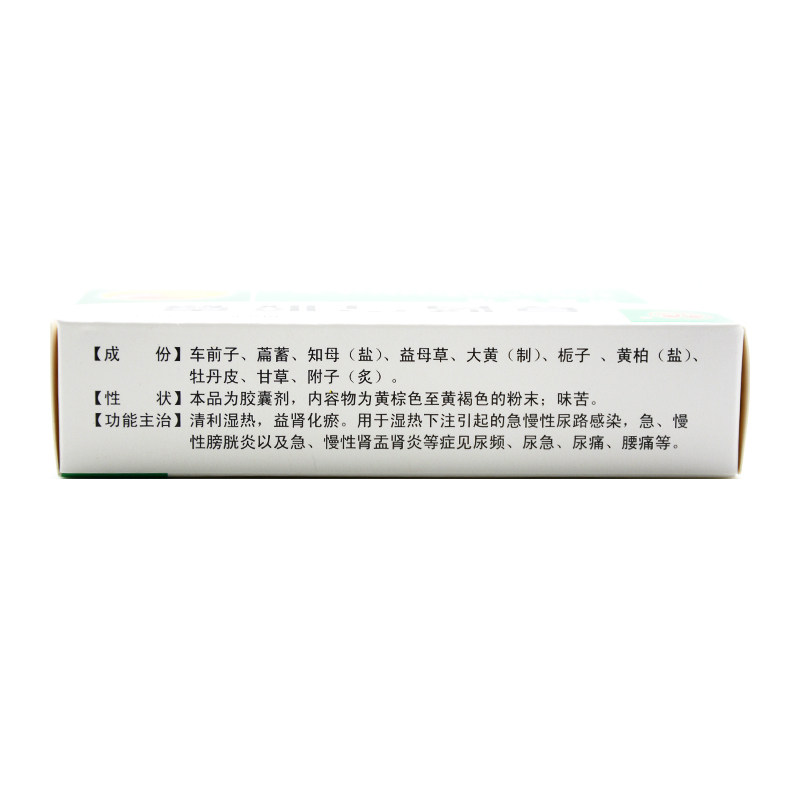 【成 份】车前子、萹蓄、知母（盐）、益母草、大黄（制）、栀子 、黄柏（盐）、
牡丹皮、甘草、附子（炙）。
【性 状】本品为胶囊剂，内容物为黄棕色至黄褐色的粉末；味苦。
【功能主治】清利湿热，益肾化瘀。用于湿热下注引起的急慢性尿路感染，急、慢
性膀胱炎以及急、慢性肾盂肾炎等症见尿频、尿急、尿痛、腰痛等。